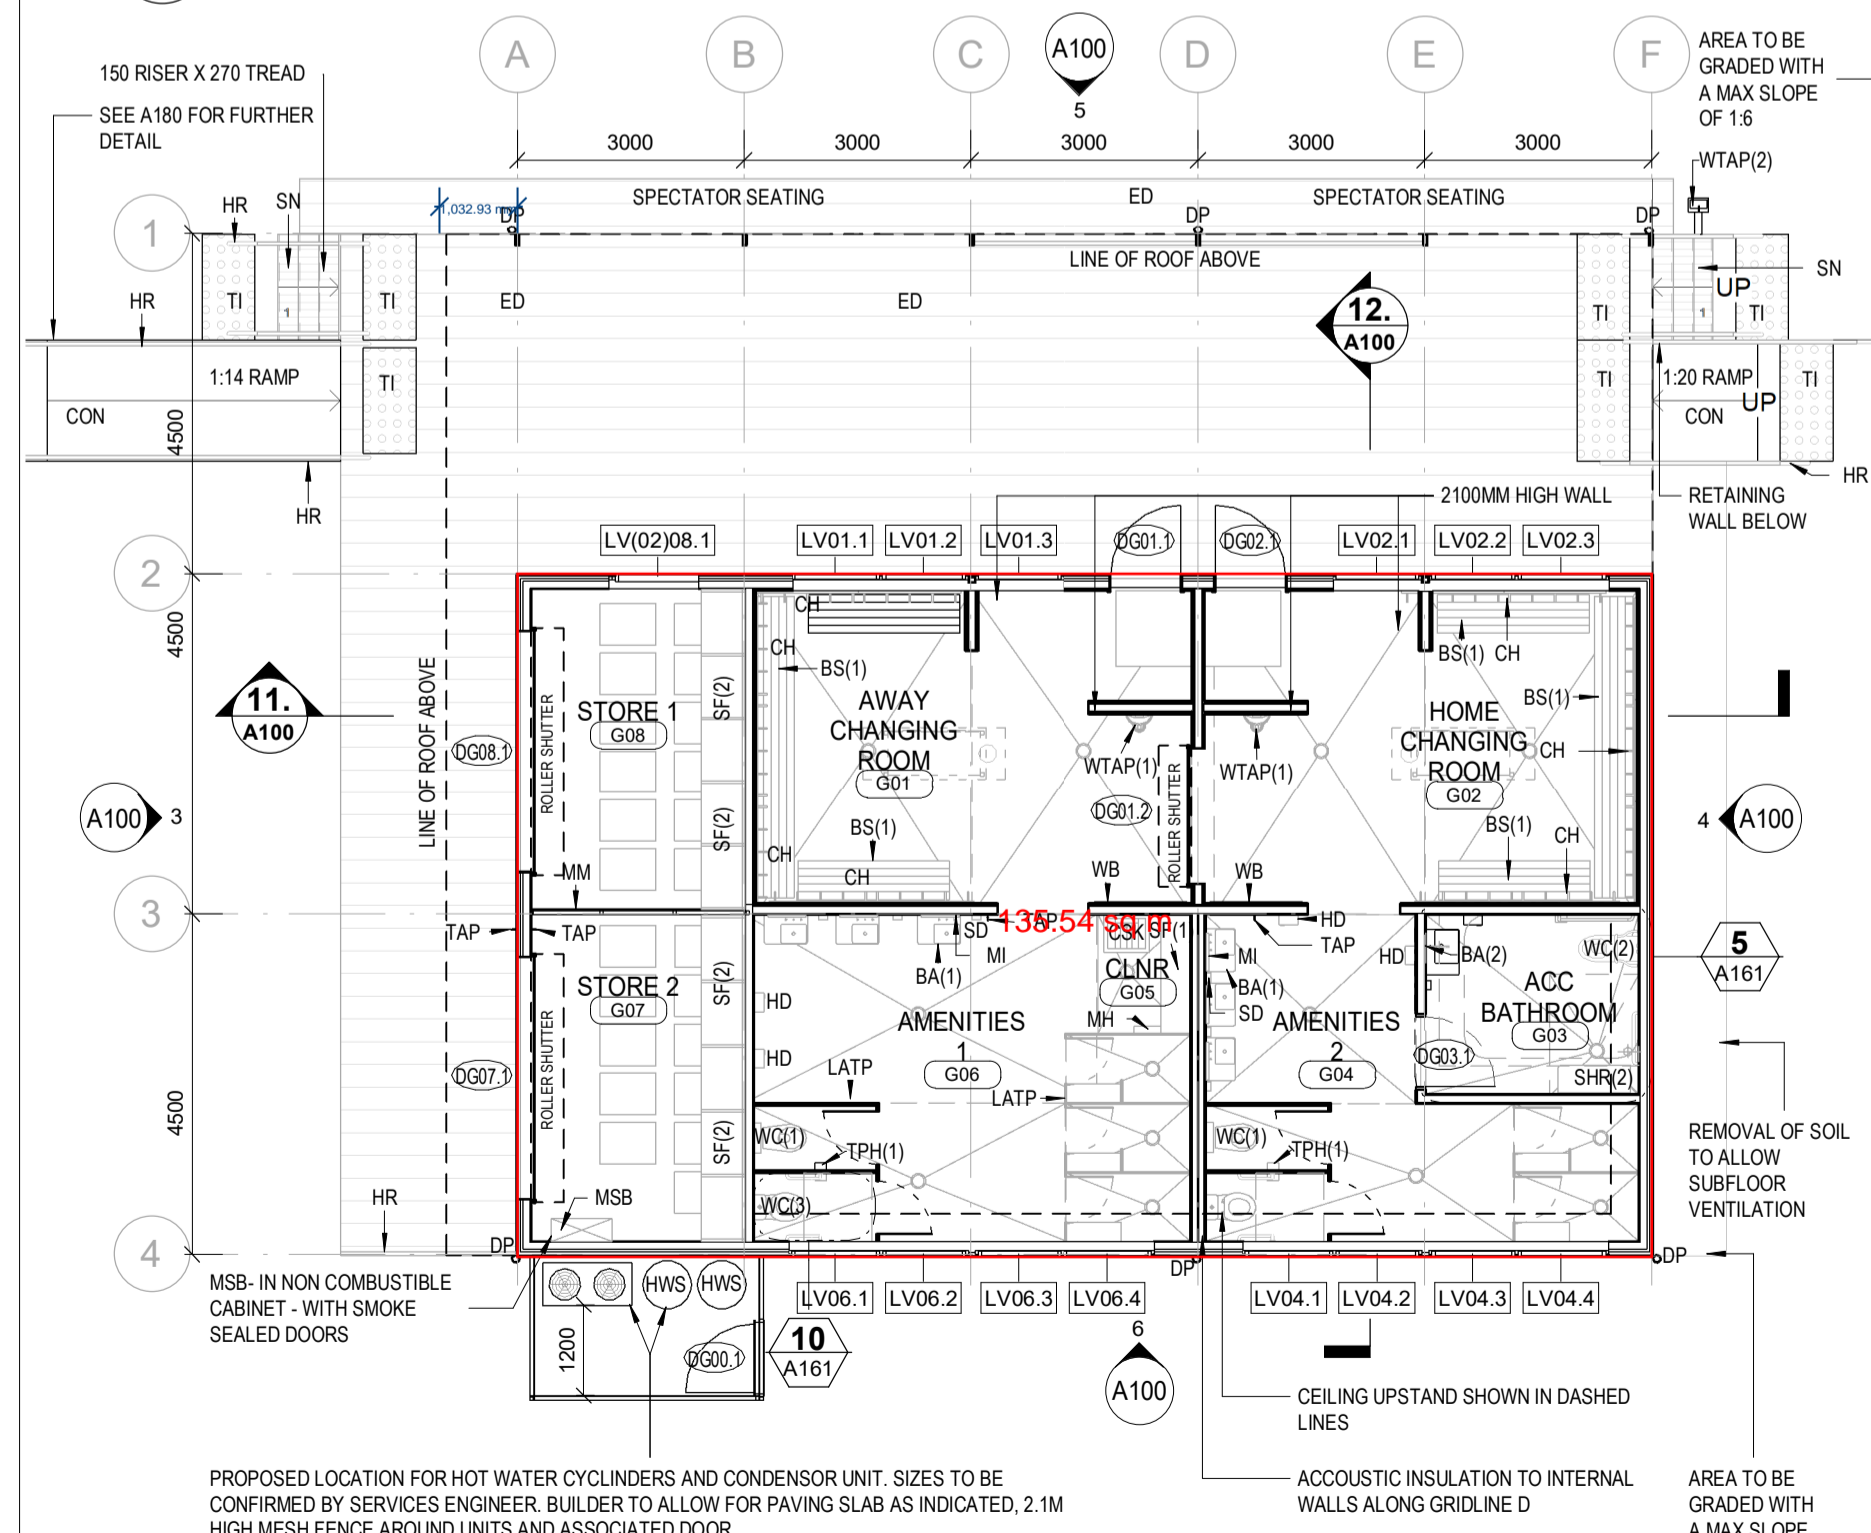 A
B
C
D
E
F
A100
5
AREA TO BE
GRADED WITH
A MAX SLOPE
OF 1:6
150 RISER X 270 TREAD
SEE A180 FOR FURTHER
DETAIL
3000
3000
3000
3000
3000
WTAP(2)
SPECTATOR SEATING
ED
SPECTATOR SEATING
1,032.93
DP
DP
DP
HR
SN
1
LINE OF ROOF ABOVE
SN
UP
HR
TI
1
TI
ED
ED
12.
A100
TI
1
TI
1:14 RAMP
TI
CON
4500
TI
1:20 RAMP
TI
UP
CON
HR
HR
2100MM HIGH WALL
RETAINING
WALL BELOW
LV(02)08.1
LV01.1
LV01.2
LV01.3
DG01.1
DG02.1
LV02.1
LV02.2
LV02.3
2
4500
LINE OF ROOF ABOVE
11.
A100
A100
3
DG08.1
ROLLER SHUTTER
STORE 1
G08
SF(2)
SF(2)
CH
CH
BS(1)
AWAY
CHANGING
ROOM
G01
BS(1)
CH
CH
WTAP(1)
WTAP(1)
DG01.2
ROLLER SHUTTER
WB
WB
BS(1)
CH
BS(1)
HOME
CHANGING
ROOM
G02
CH
BS(1)
CH
4
A100
MM
3
135.54 sq m
TAP
TAP
TAP
SD
MI
BA(1)
CSK
CLNR
G05
MH
HD
TAP
MI
BA(1)
SD
HD
BA(2)
WC(2)
ACC
BATHROOM
G03
DG03.1
SHR(2)
5
A161
STORE 2
G07
SF(2)
SF(2)
ROLLER SHUTTER
DG07.1
HD
HD
AMENITIES
1
G06
LATP
LATP
AMENITIES
2
G04
4500
WC(1)
TPH(1)
WC(3)
WC(1)
TPH(1)
REMOVAL OF SOIL
TO ALLOW
SUBFLOOR
VENTILATION
HR
MSB
4
DP
DP
DP
MSB- IN NON COMBUSTIBLE
CABINET - WITH SMOKE
SEALED DOORS
HWS
HWS
1200
DG00.1
LV06.1
LV06.2
LV06.3
LV06.4
LV04.1
LV04.2
LV04.3
LV04.4
10
A161
6
A100
CEILING UPSTAND SHOWN IN DASHED
LINES
PROPOSED LOCATION FOR HOT WATER CYCLINDERS AND CONDENSOR UNIT. SIZES TO BE
CONFIRMED BY SERVICES ENGINEER. BUILDER TO ALLOW FOR PAVING SLAB AS INDICATED, 2.1M
HIGH MESH FENCE AROUND UNITS AND ASSOCIATED DOOR
ACCOUSTIC INSULATION TO INTERNAL
WALLS ALONG GRIDLINE D
AREA TO BE
GRADED WITH
A MAX SLOPE